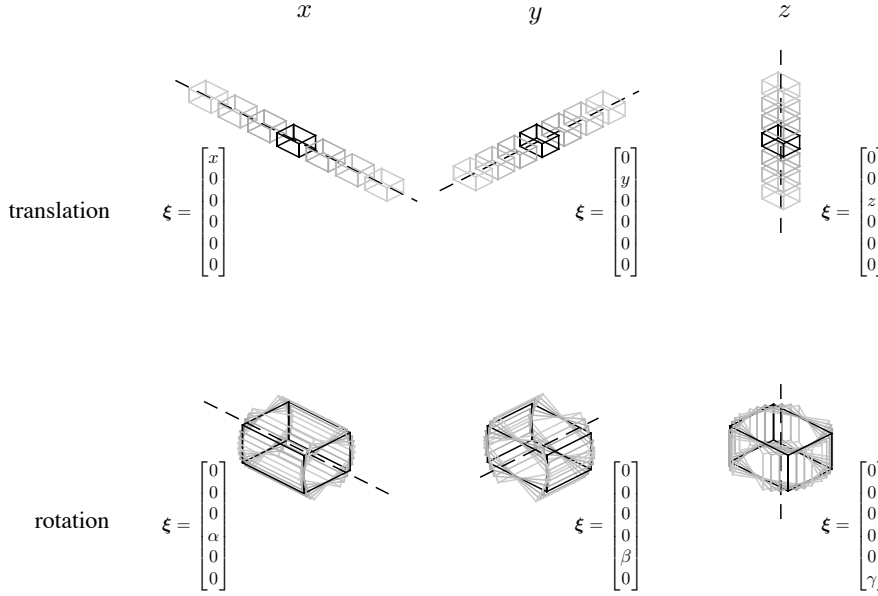 x y z
translation
ξ = [x 0 0 0 0 0]
ξ = [0 y 0 0 0 0]
ξ = [0 0 z 0 0 0]
rotation
ξ = [0 0 0 α 0 0]
ξ = [0 0 0 0 β 0]
ξ = [0 0 0 0 0 γ]